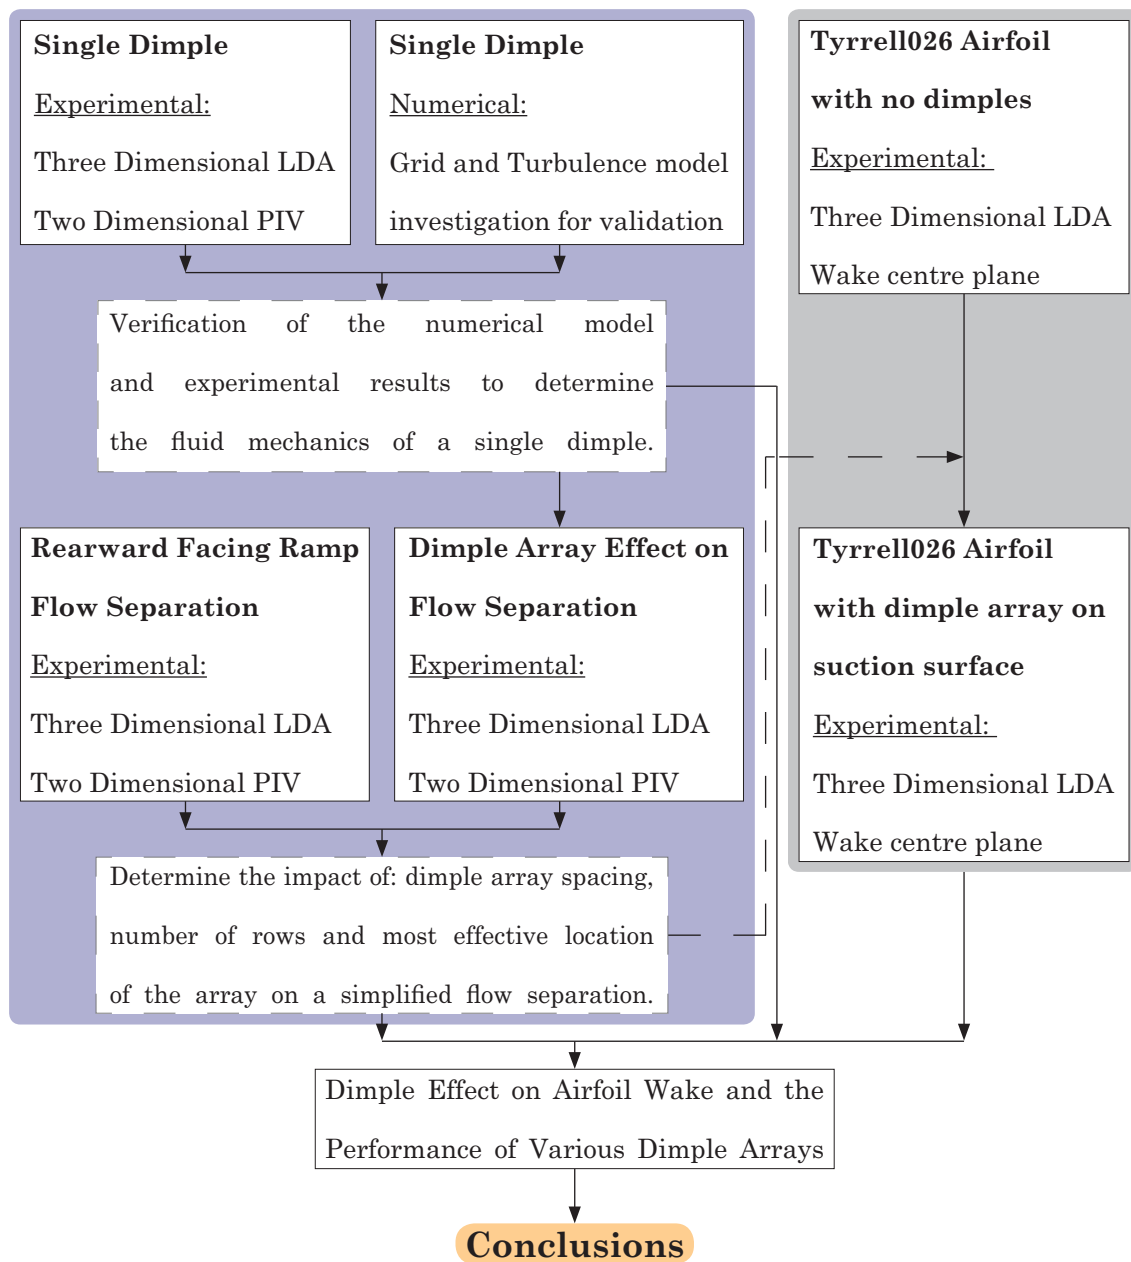 Single Dimple
Experimental:
Three Dimensional LDA
Two Dimensional PIV
Single Dimple
Numerical:
Grid and Turbulence model
investigation for validation
Tyrrell026 Airfoil
with no dimples
Experimental:
Three Dimensional LDA
Wake centre plane
Verification of the numerical model
and experimental results to determine
the fluid mechanics of a single dimple.
Rearward Facing Ramp
Flow Separation
Experimental:
Three Dimensional LDA
Two Dimensional PIV
Dimple Array Effect on
Flow Separation
Experimental:
Three Dimensional LDA
Two Dimensional PIV
Tyrrell026 Airfoil
with dimple array on
suction surface
Experimental:
Three Dimensional LDA
Wake centre plane
Determine the impact of: dimple array spacing,
number of rows and most effective location
of the array on a simplified flow separation.
Dimple Effect on Airfoil Wake and the
Performance of Various Dimple Arrays
Conclusions